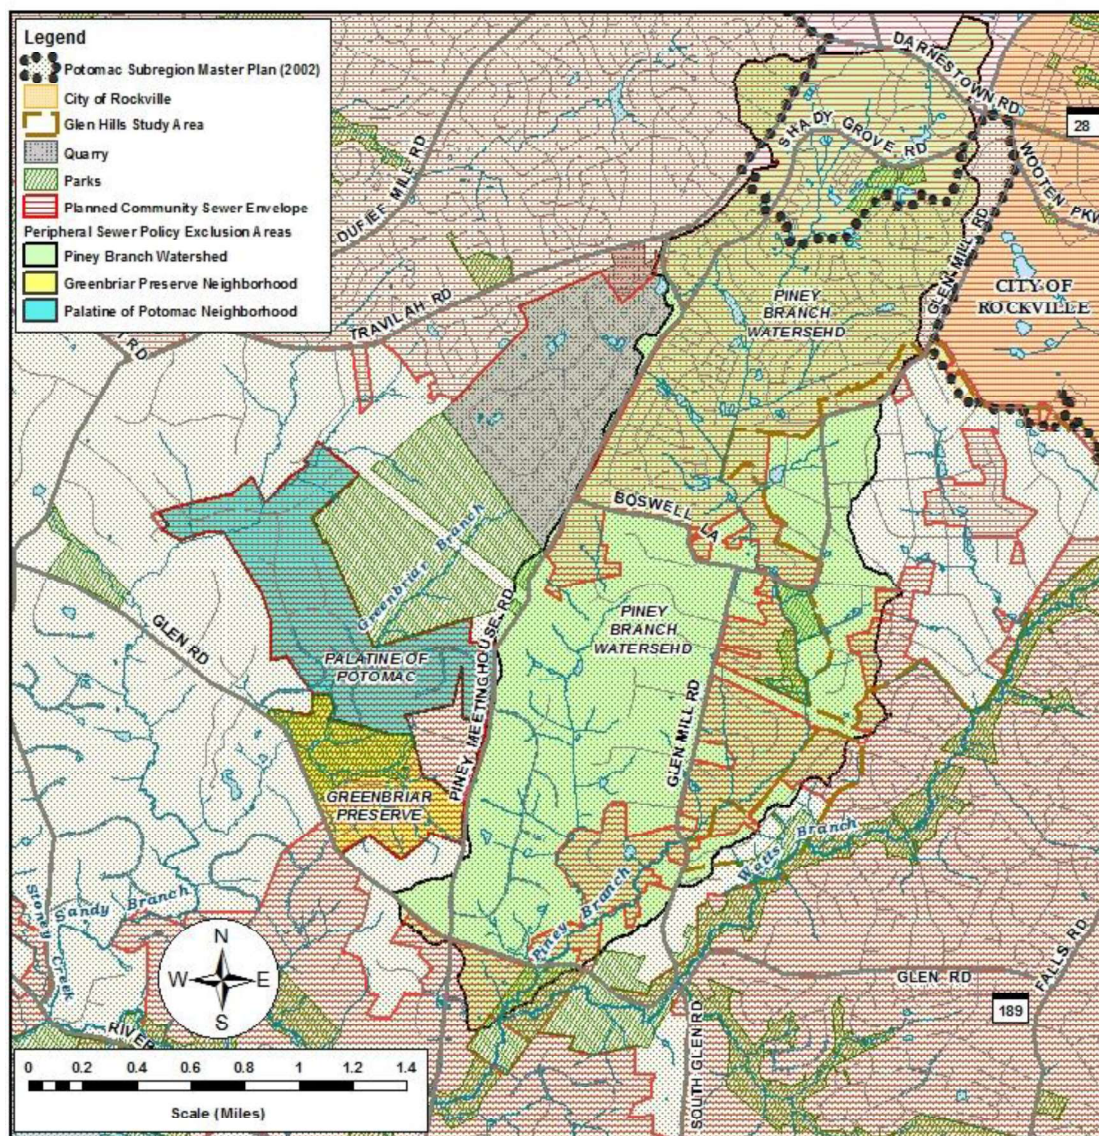 Legend
Potomac Subregion Master Plan (2002)
City of Rockville
Glen Hills Study Area
Quarry
Parks
Planned Community Sewer Envelope
Peripheral Sewer Policy Exclusion Areas
Piney Branch Watershed
Greenbriar Preserve Neighborhood
Palatine of Potomac Neighborhood
DARNESTOWN RD
28
SHADY GROVE RD
WOOTEN PKW
DUFIEF MILL RD
GLEN MILL RD
CITY OF
ROCKVILLE
TRAVILAH RD
PINEY
BRANCH
WATERSEHD
RD
BOSWELL LA
Greenbriar Branch
PINEY MEETINGHOUSE RD
PINEY
BRANCH
WATERSEHD
GLEN RD
PALATINE OF
POTOMAC
GLEN MILL RD
GREENBRIAR
PRESERVE
Watts Branch
Piney Branch
Sandy Branch
Stoney Creek
N
W
E
S
GLEN RD
FALLS RD
189
RIVER
SOUTH GLEN RD
0 0.2 0.4 0.6 0.8 1 1.2 1.4
Scale (Miles)